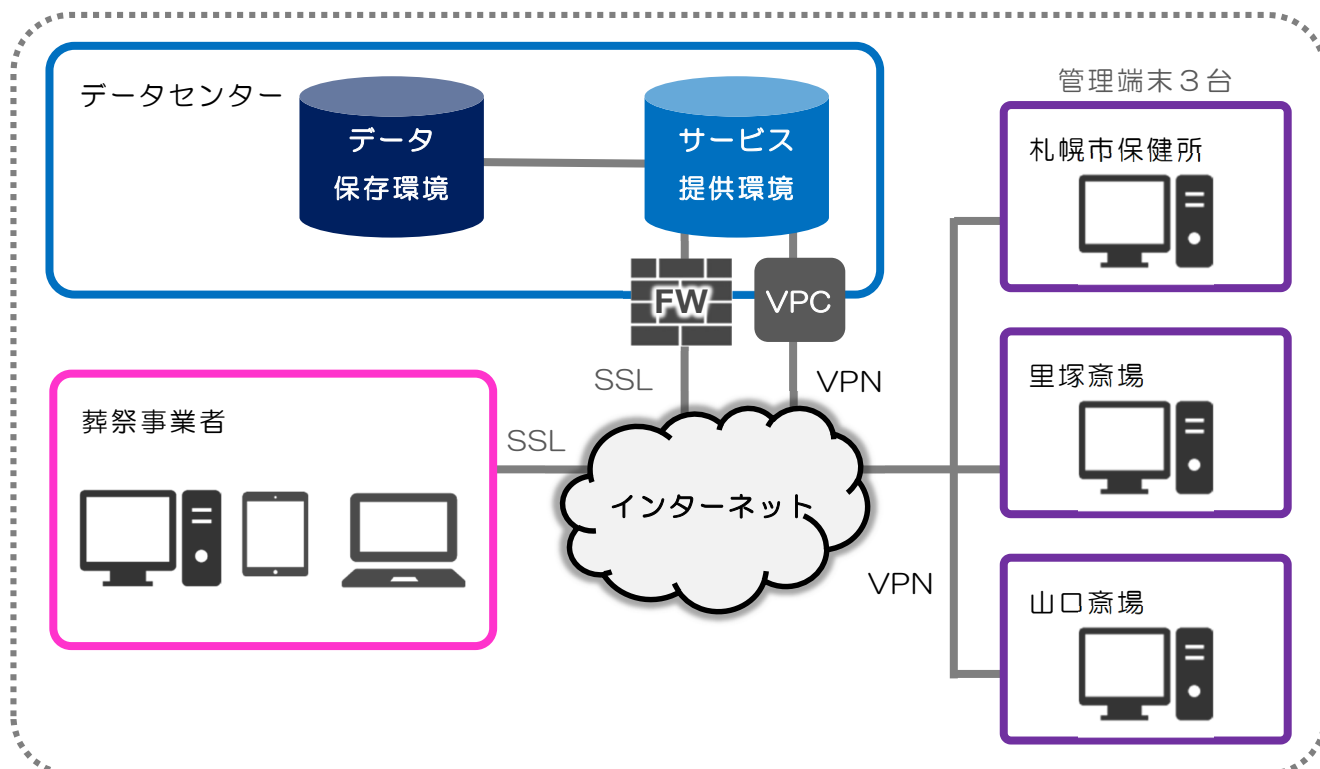 データセンター
データ
保存環境
サービス
提供環境
FW
VPC
SSL
VPN
管理端末３台
札幌市保健所
里塚斎場
山口斎場
葬祭事業者
SSL
インターネット
VPN